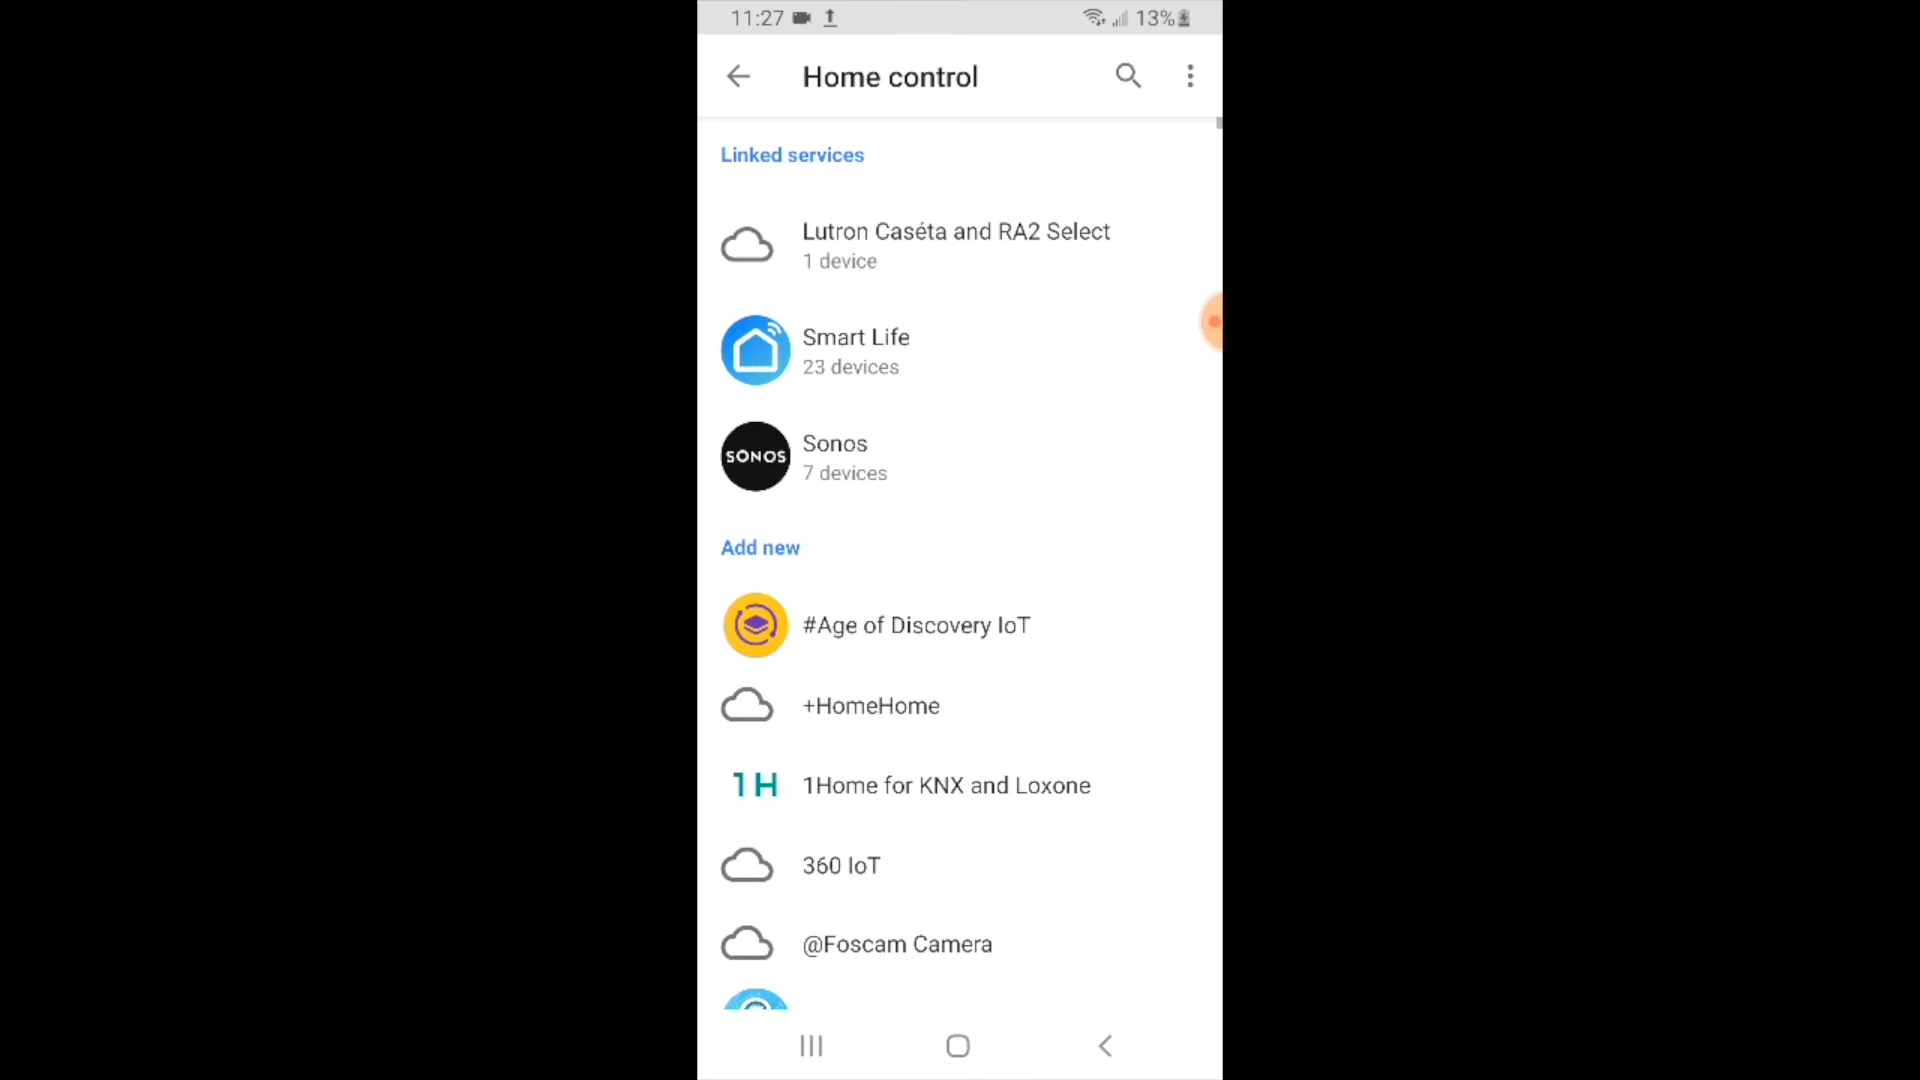 11:27
13%
Home control
Linked services
Lutron Caséta and RA2 Select
1 device
Smart Life
23 devices
SONOS
Sonos
7 devices
Add new
#Age of Discovery IoT
+HomeHome
1H
1Home for KNX and Loxone
360 IoT
@Foscam Camera